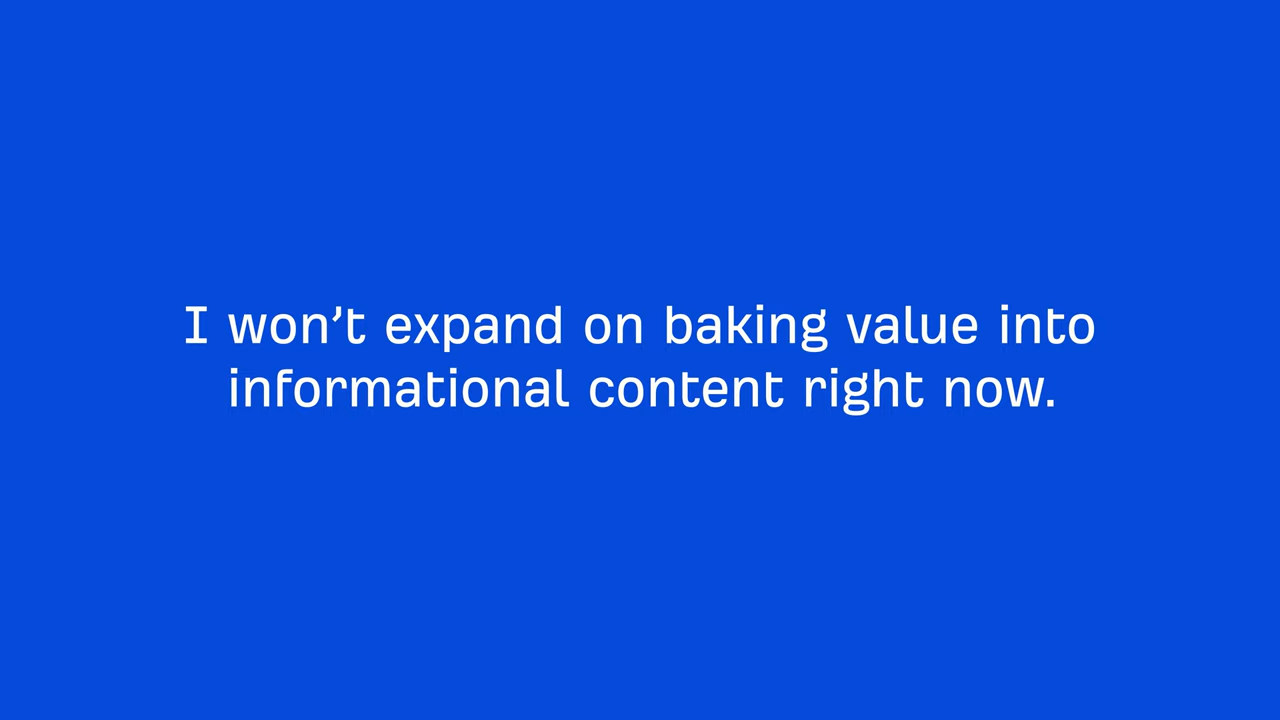 I won’t expand on baking value into
informational content right now.